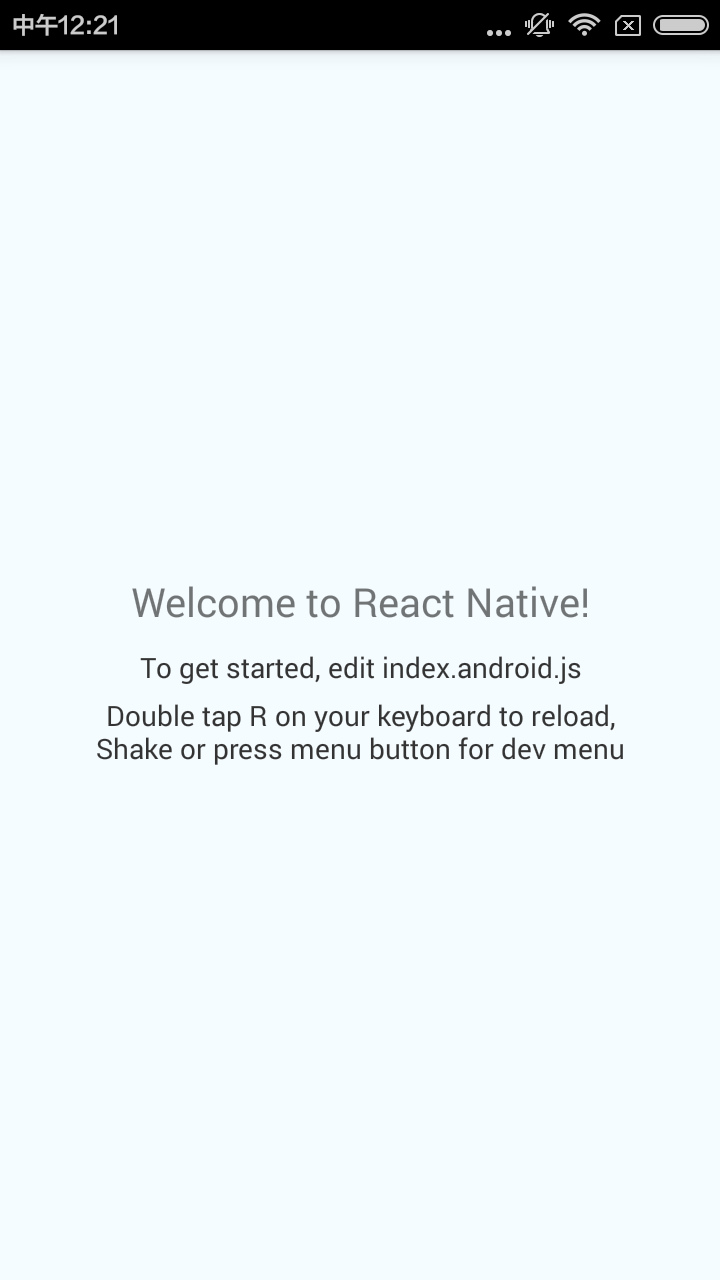 中午12:21
Welcome to React Native!
To get started, edit index.android.js
Double tap R on your keyboard to reload,
Shake or press menu button for dev menu